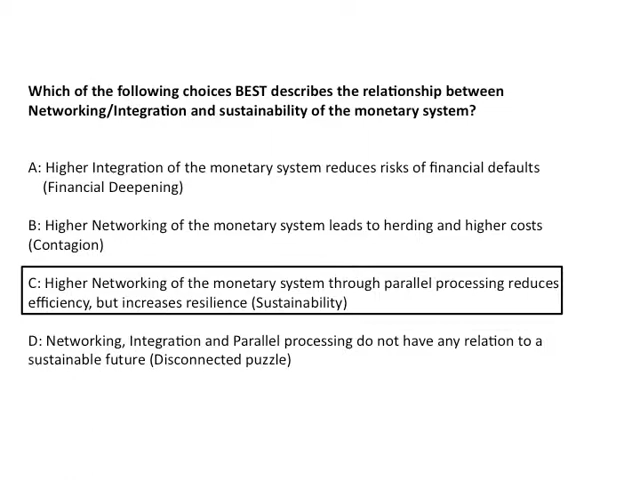 Which of the following choices BEST describes the relationship between
Networking/Integration and sustainability of the monetary system?
A: Higher Integration of the monetary system reduces risks of financial defaults
(Financial Deepening)
B: Higher Networking of the monetary system leads to herding and higher costs
(Contagion)
C: Higher Networking of the monetary system through parallel processing reduces
efficiency, but increases resilience (Sustainability)
D: Networking, Integration and Parallel processing do not have any relation to a
sustainable future (Disconnected puzzle)